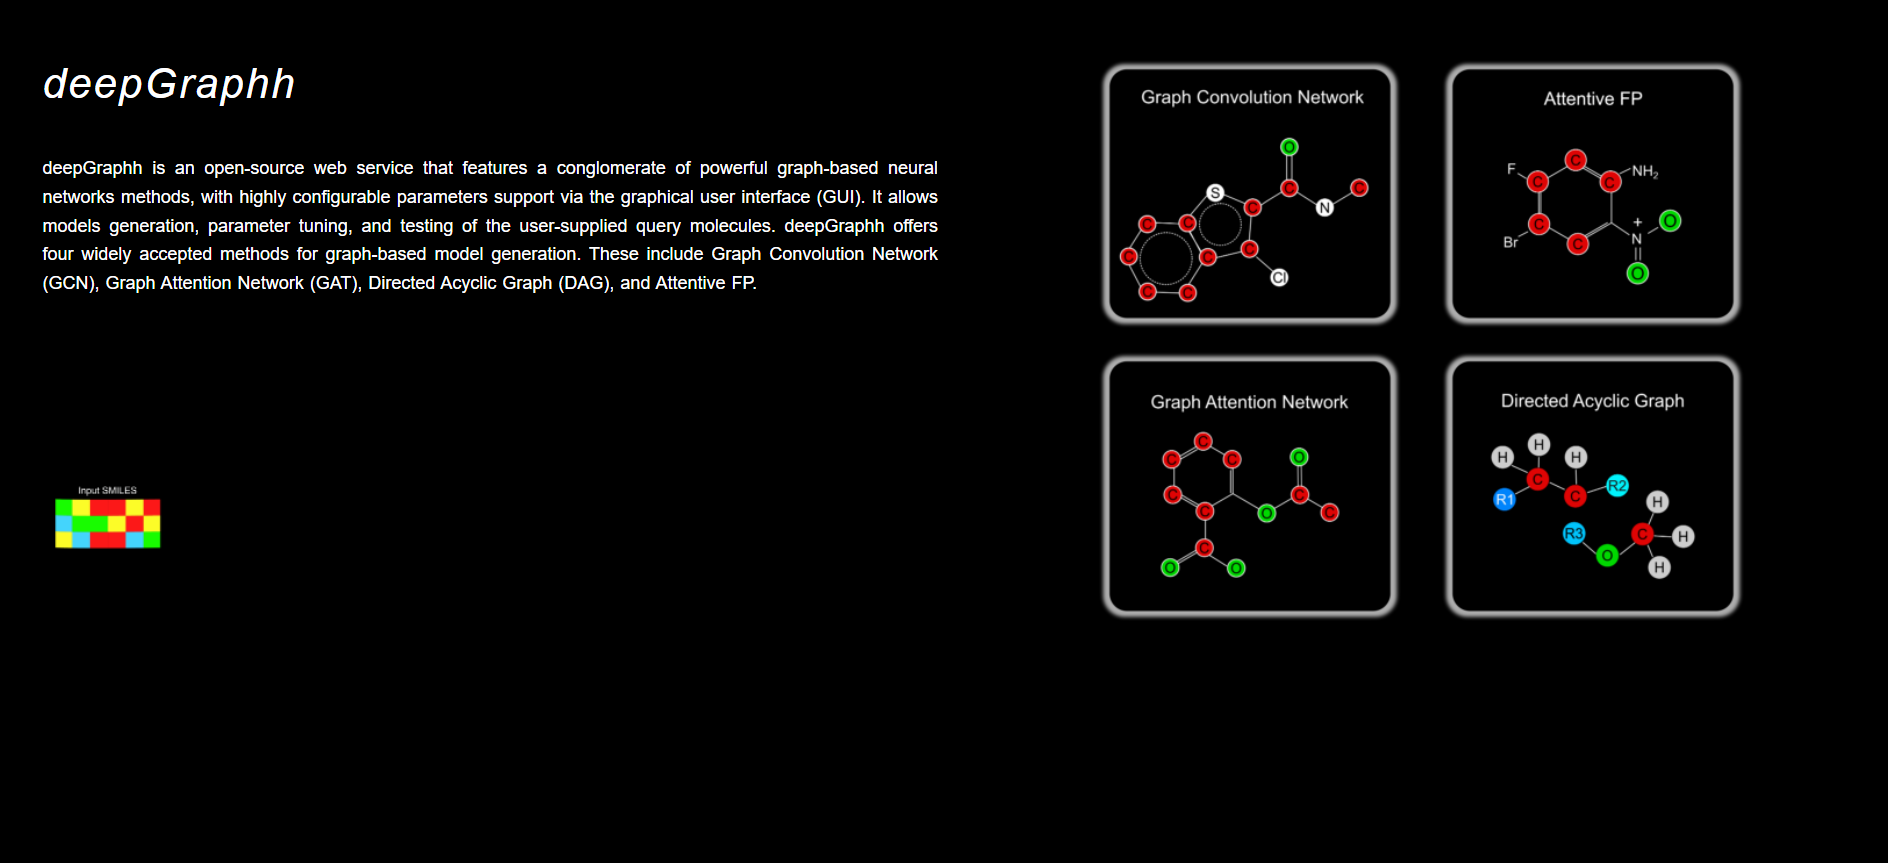 deepGraphh
deepGraphh is an open-source web service that features a conglomerate of powerful graph-based neural
networks methods, with highly configurable parameters support via the graphical user interface (GUI). It allows
models generation, parameter tuning, and testing of the user-supplied query molecules. deepGraphh offers
four widely accepted methods for graph-based model generation. These include Graph Convolution Network
(GCN), Graph Attention Network (GAT), Directed Acyclic Graph (DAG), and Attentive FP.
Input SMILES
Graph Convolution Network
O
S
C
C
N
C
C
C
C
C
C
Cl
C
C
Attentive FP
C
F
C
C
NH₂
C
Br
C
+
N
O
O
Graph Attention Network
C
C
C
O
C
C
C
O
C
C
O
O
Directed Acyclic Graph
H
H
H
C
R1
C
R2
H
R3
C
H
O
H